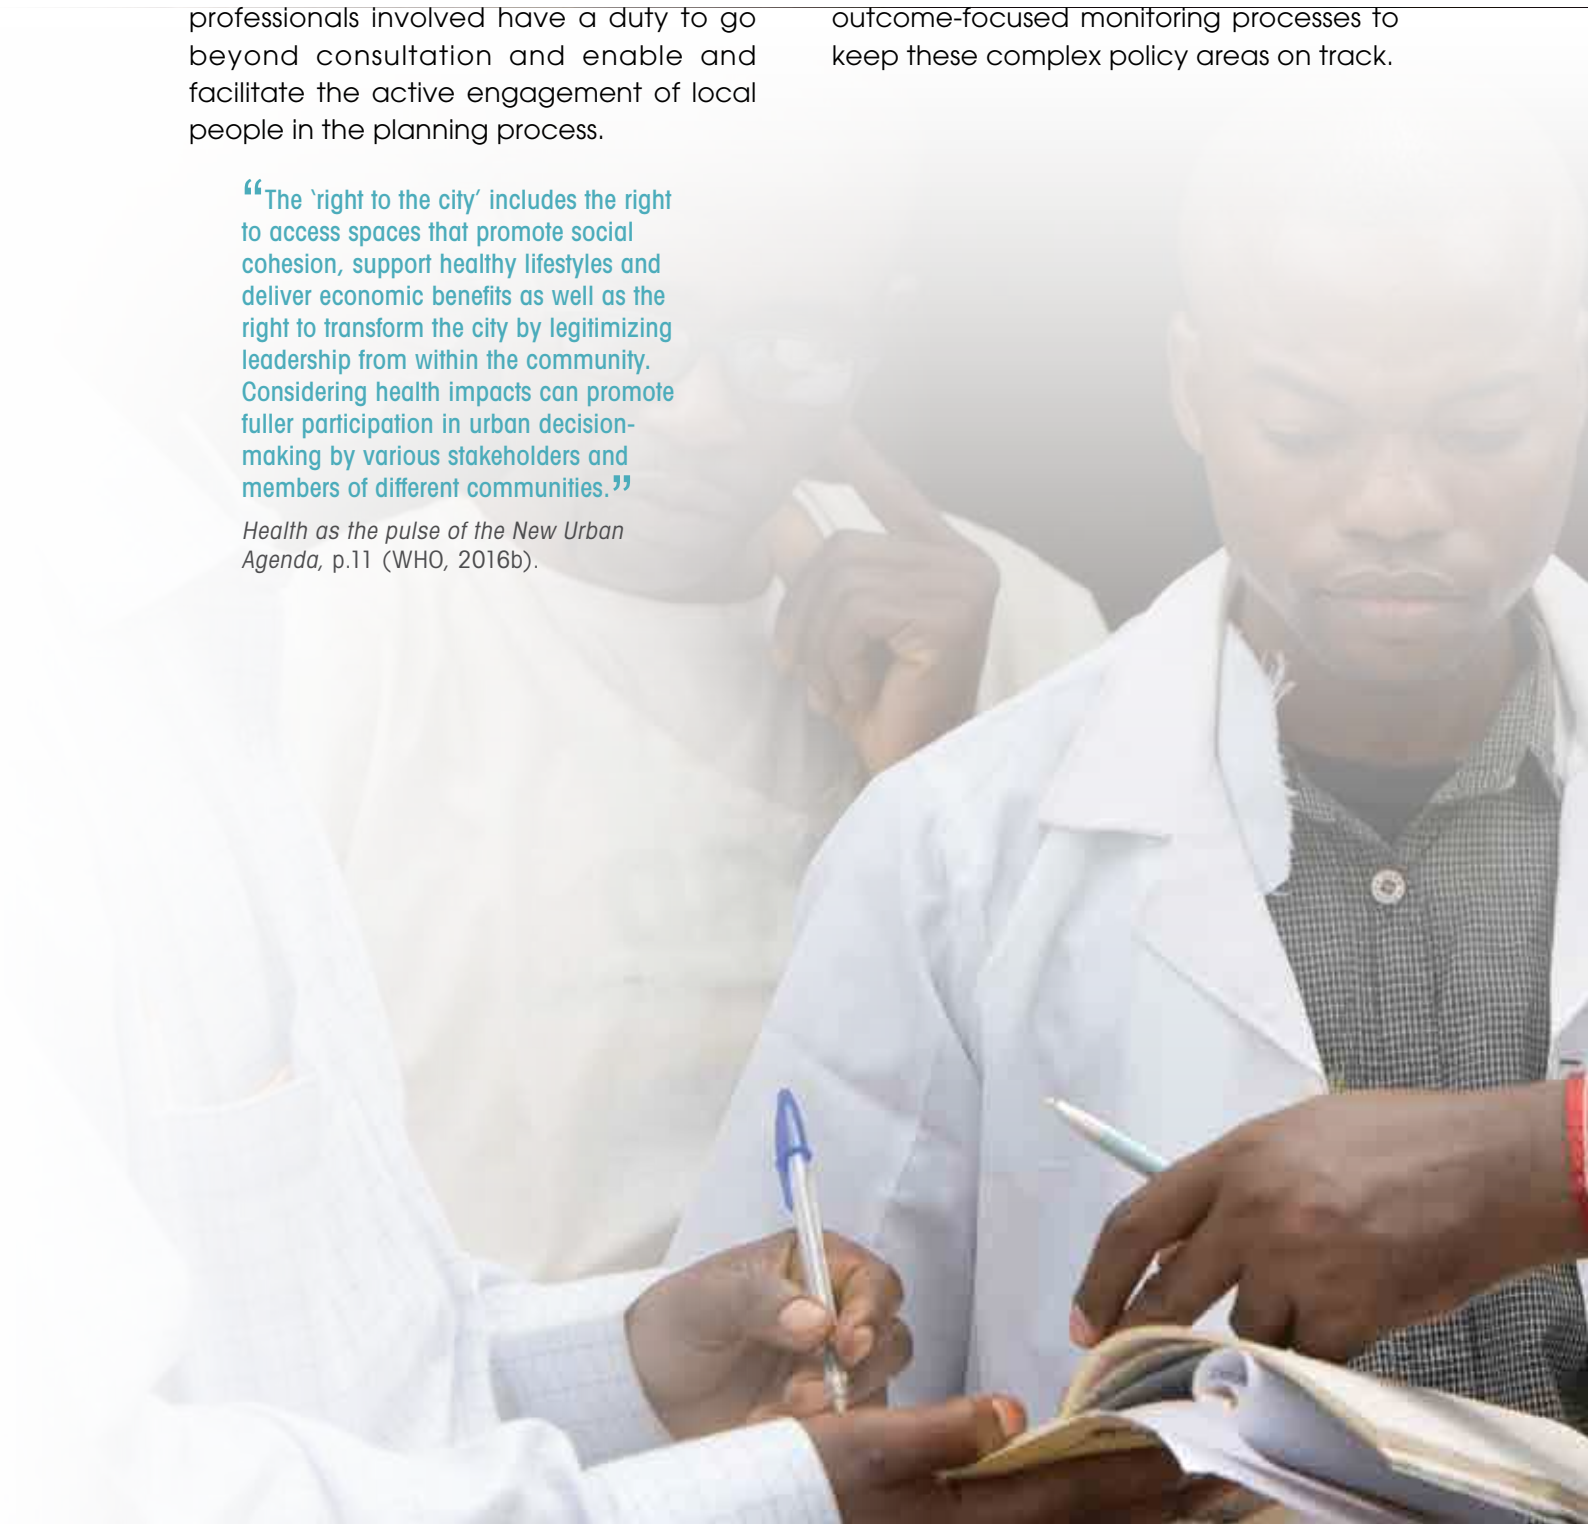 professionals involved have a duty to go
beyond consultation and enable and
facilitate the active engagement of local
people in the planning process.
“The ‘right to the city’ includes the right
to access spaces that promote social
cohesion, support healthy lifestyles and
deliver economic benefits as well as the
right to transform the city by legitimizing
leadership from within the community.
Considering health impacts can promote
fuller participation in urban decision-
making by various stakeholders and
members of different communities.”
Health as the pulse of the New Urban
Agenda, p.11 (WHO, 2016b).
outcome-focused monitoring processes to
keep these complex policy areas on track.